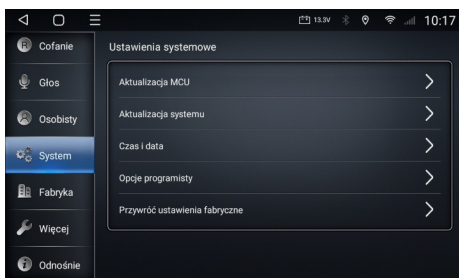 13.3V
10:17
R Cofanie
Ustawienia systemowe
Głos
Osobisty
System
Fabryka
Więcej
Odnośnie
Aktualizacja MCU
Aktualizacja systemu
Czas i data
Opcje programisty
Przywróć ustawienia fabryczne